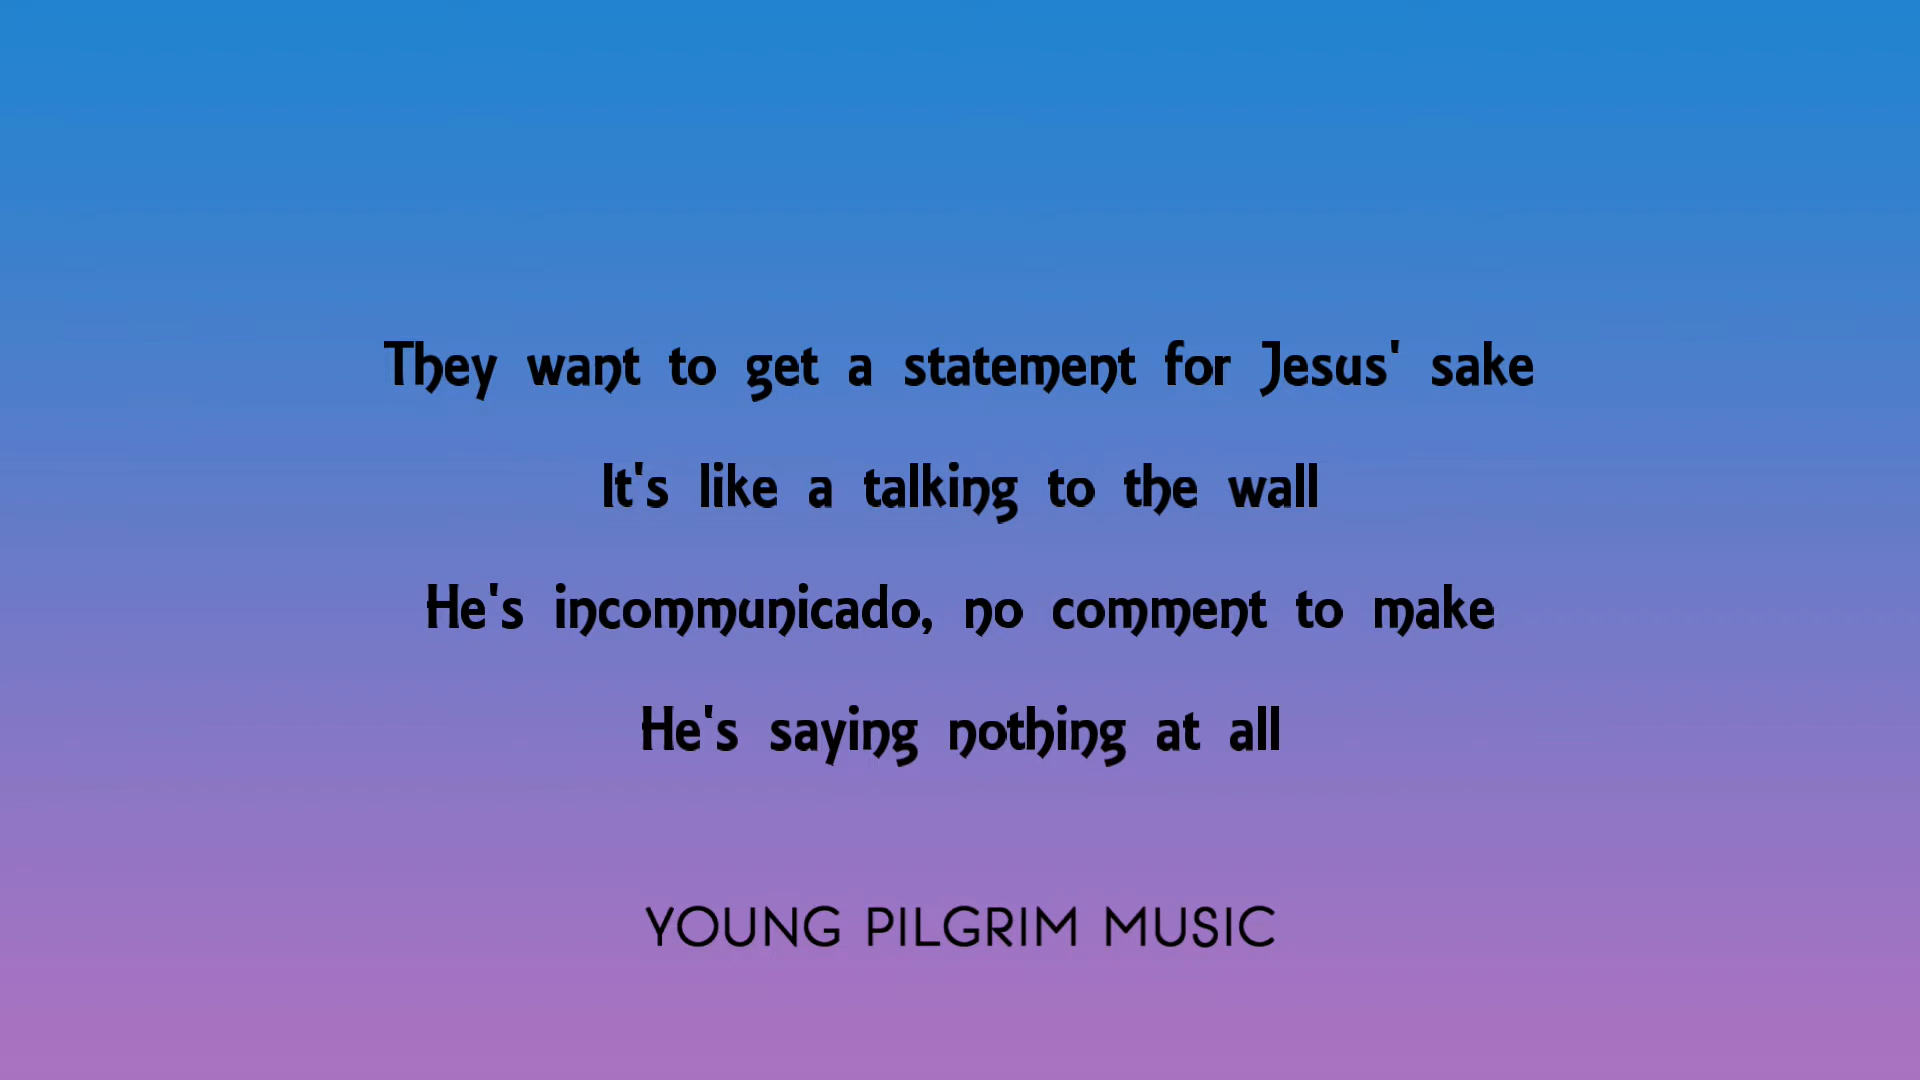 They want to get a statement for Jesus' sake
It's like a talking to the wall
He's incommunicado, no comment to make
He's saying nothing at all
YOUNG PILGRIM MUSIC